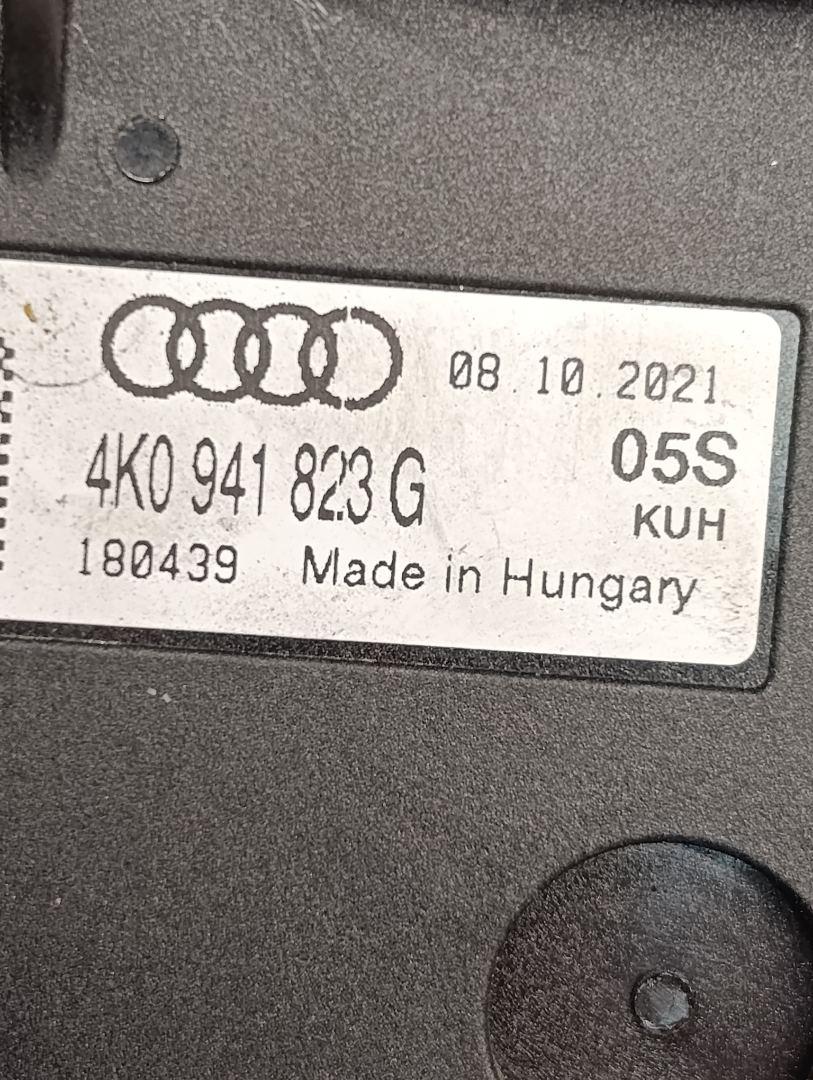 08.10.2021
4K0 941 823 G 05S
KUH
180439 Made in Hungary